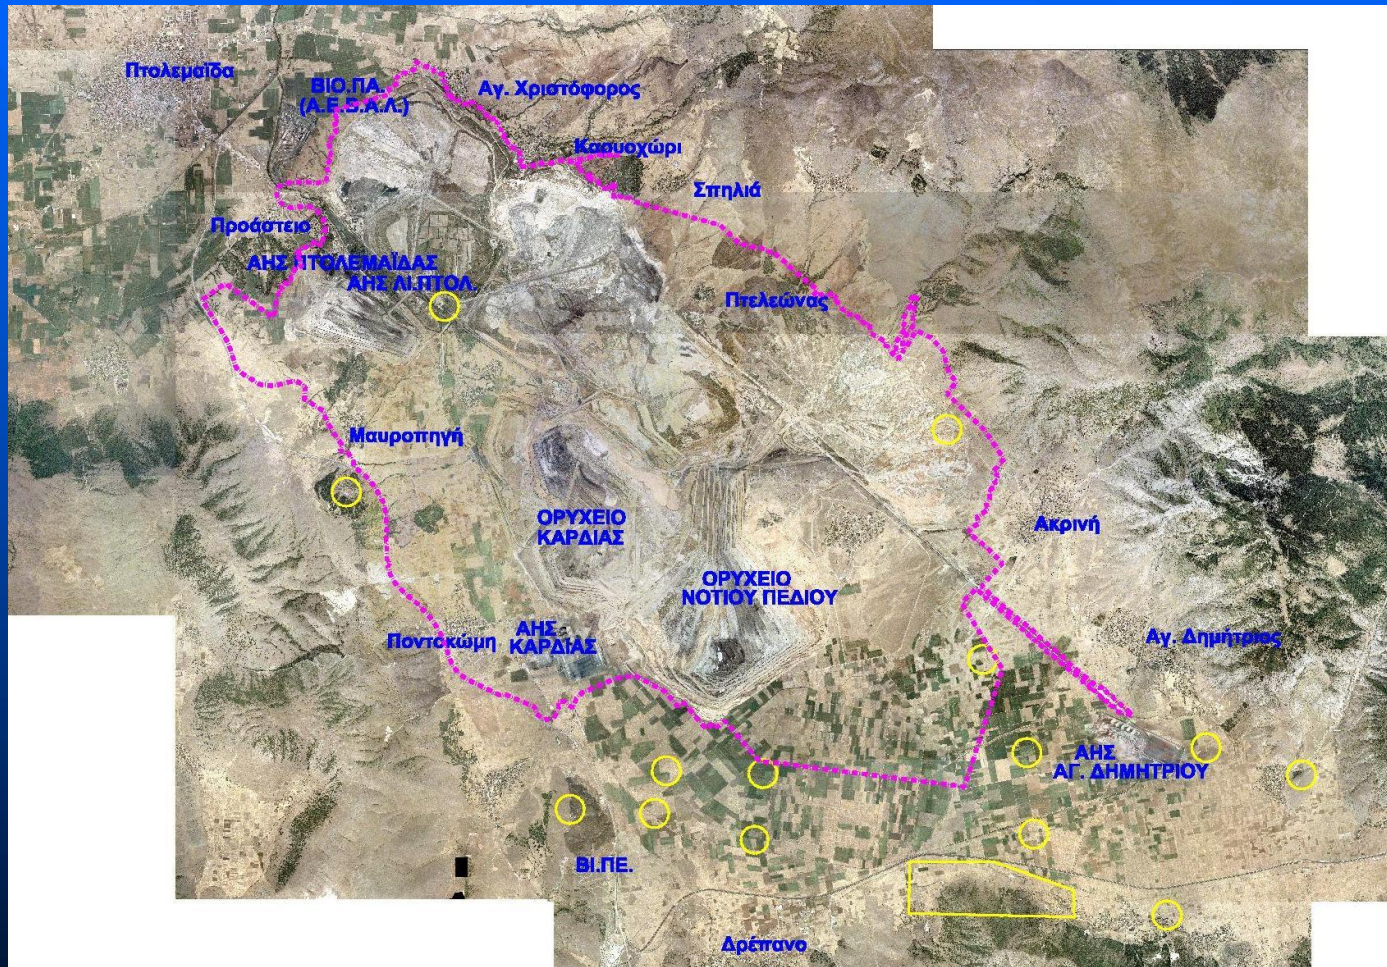 Πτολεμαΐδα
ΒΙΟ.ΠΑ.
(Α.Ε.Β.Α.Λ.)
Αγ. Χριστόφορος
Κασυοχώρι
Σπηλιά
Προάστειο
ΑΗΣ ΠΤΟΛΕΜΑΪΔΑΣ
ΑΗΣ ΛΙ.ΠΤΟΛ.
Πτελεώνας
Μαυροπηγή
ΟΡΥΧΕΙΟ
ΚΑΡΔΙΑΣ
Ακρινή
ΟΡΥΧΕΙΟ
ΝΟΤΙΟΥ ΠΕΔΙΟΥ
Ποντοκώμη
ΑΗΣ
ΚΑΡΔΙΑΣ
Αγ. Δημήτριος
ΑΗΣ
ΑΓ. ΔΗΜΗΤΡΙΟΥ
ΒΙ.ΠΕ.
Δρέπανο